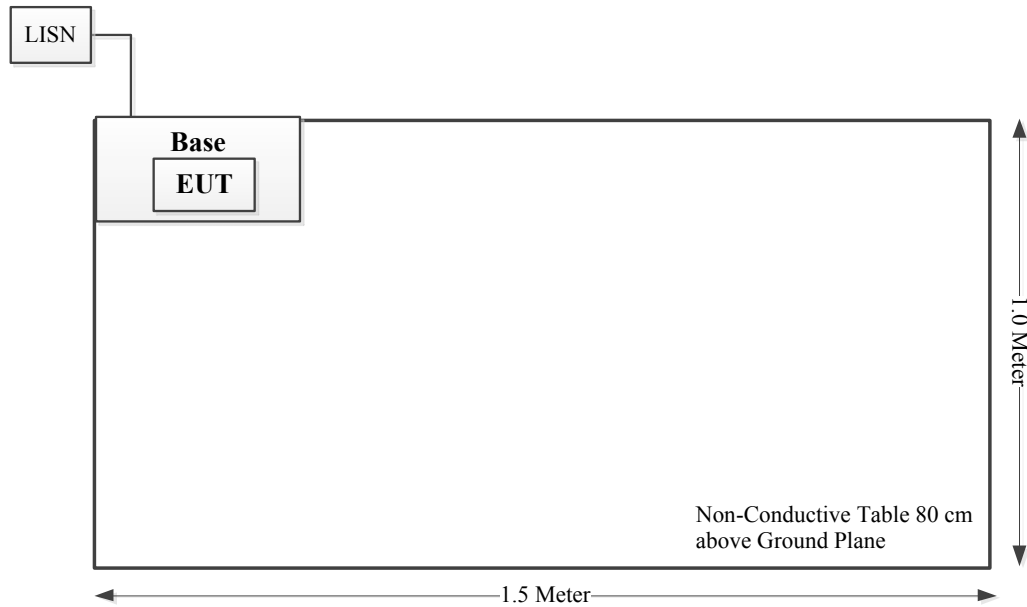 LISN
Base
EUT
1.0 Meter
Non-Conductive Table 80 cm
above Ground Plane
1.5 Meter